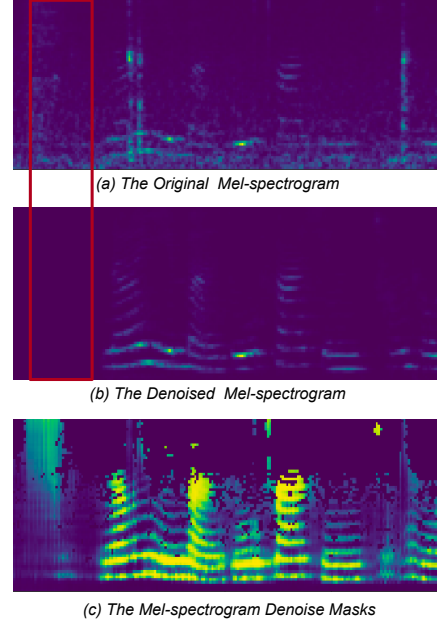 (a) The Original Mel-spectrogram
(b) The Denoised Mel-spectrogram
(c) The Mel-spectrogram Denoise Masks